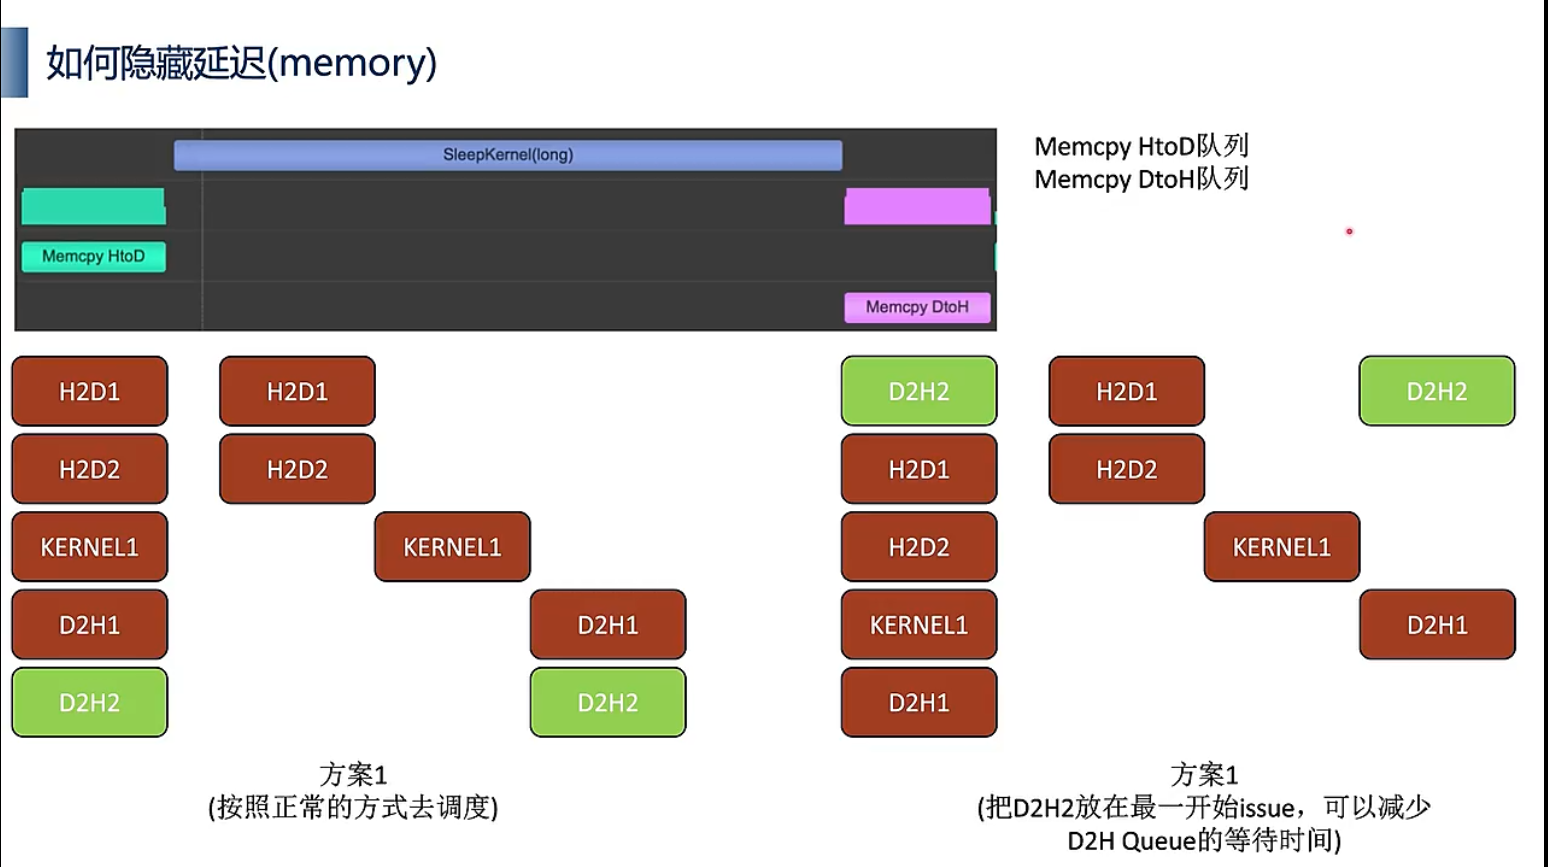 如何隐藏延迟(memory)
SleepKernel(long)
Memcpy HtoD
Memcpy DtoH
Memcpy HtoD队列
Memcpy DtoH队列
H2D1
H2D1
H2D2
H2D2
KERNEL1
KERNEL1
D2H1
D2H1
D2H2
D2H2
方案1
(按照正常的方式去调度)
D2H2
H2D1
D2H2
H2D1
H2D2
H2D2
KERNEL1
KERNEL1
D2H1
D2H1
方案1
(把D2H2放在最一开始issue，可以减少
D2H Queue的等待时间)